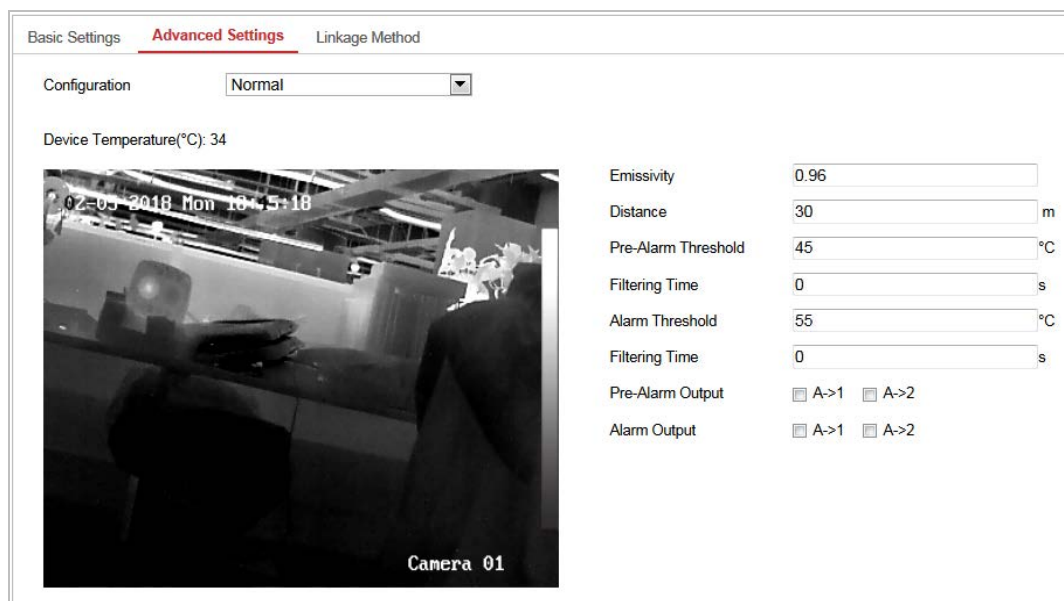 Basic Settings Advanced Settings Linkage Method
Configuration Normal
Device Temperature(°C): 34
2018 Mon
Camera 01
Emissivity 0.96
Distance 30 m
Pre-Alarm Threshold 45 °C
Filtering Time 0 s
Alarm Threshold 55 °C
Filtering Time 0 s
Pre-Alarm Output A->1 A->2
Alarm Output A->1 A->2